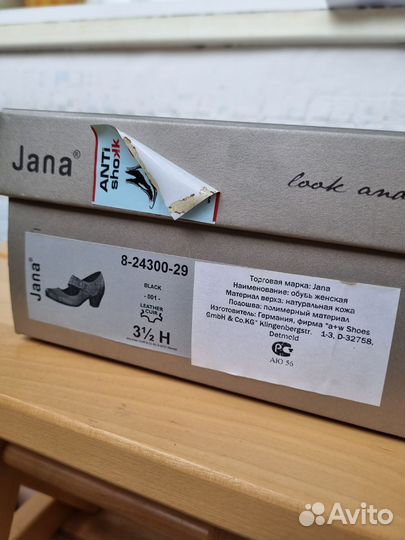 Jana®
ANTI
shokk
look and
Jana®
8-24300-29
BLACK
- 001 -
LEATHER
CUIR
3½ H
Торговая марка: Jana
Наименование: обувь женская
Материал верха: натуральная кожа
Подошва: полимерный материал
Изготовитель: Германия, фирма "a+w Shoes
GmbH & Co.KG" Klingenbergstr. 1-3, D-32758,
Detmold
АЮ 56
Avito